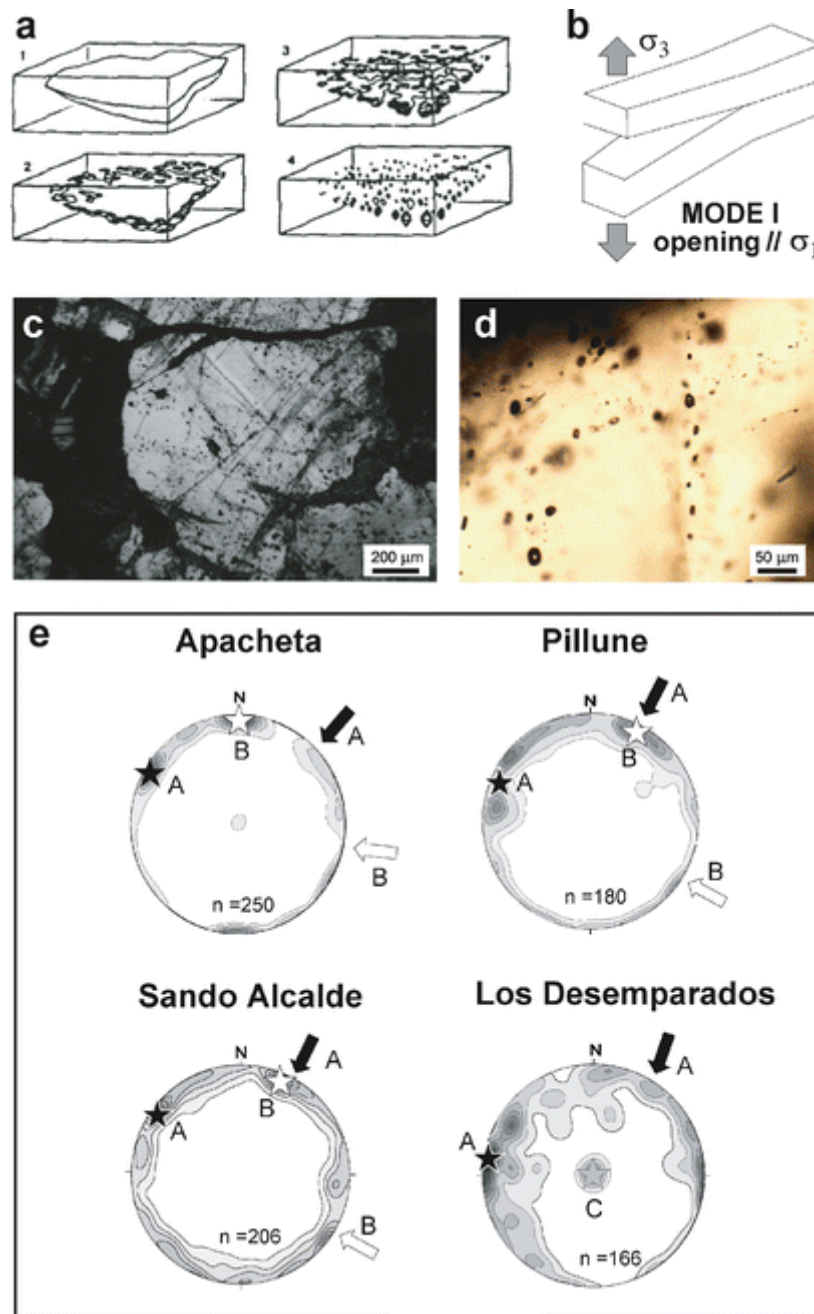 a
b
1
3
σ3
2
4
MODE I
opening // σ1
c
d
200 μm
50 μm
e
Apacheta
Pillune
N
A
B
A
B
n =250
N
A
B
A
B
n =180
Sando Alcalde
Los Desemparados
N
A
B
A
B
n =206
N
A
A
C
n =166